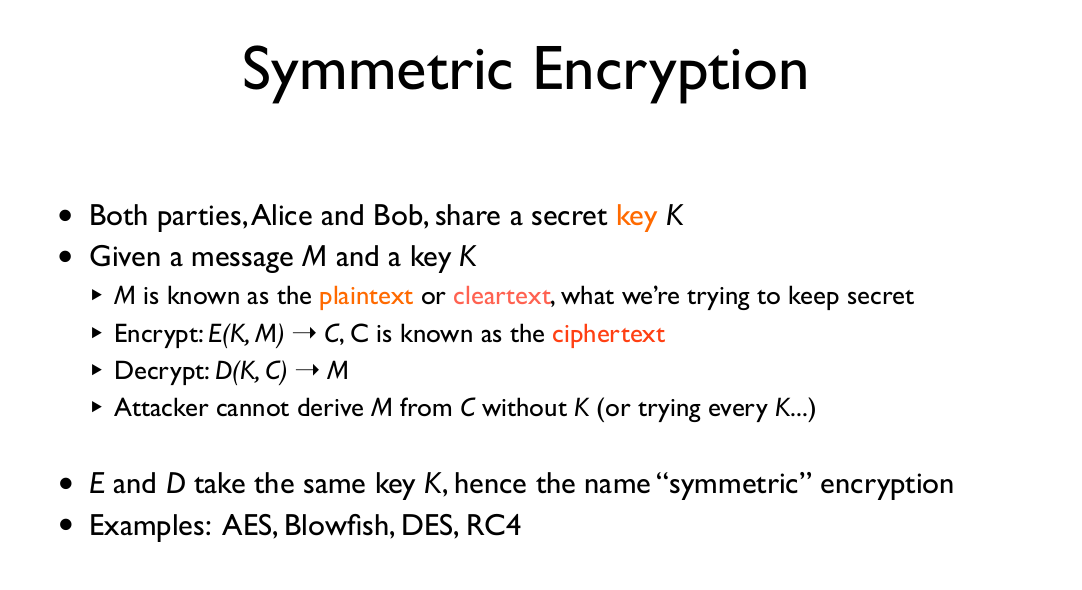 Symmetric Encryption
• Both parties, Alice and Bob, share a secret key K
• Given a message M and a key K
‣ M is known as the plaintext or cleartext, what we’re trying to keep secret
‣ Encrypt: E(K, M) → C, C is known as the ciphertext
‣ Decrypt: D(K, C) → M
‣ Attacker cannot derive M from C without K (or trying every K...)
• E and D take the same key K, hence the name “symmetric” encryption
• Examples: AES, Blowfish, DES, RC4